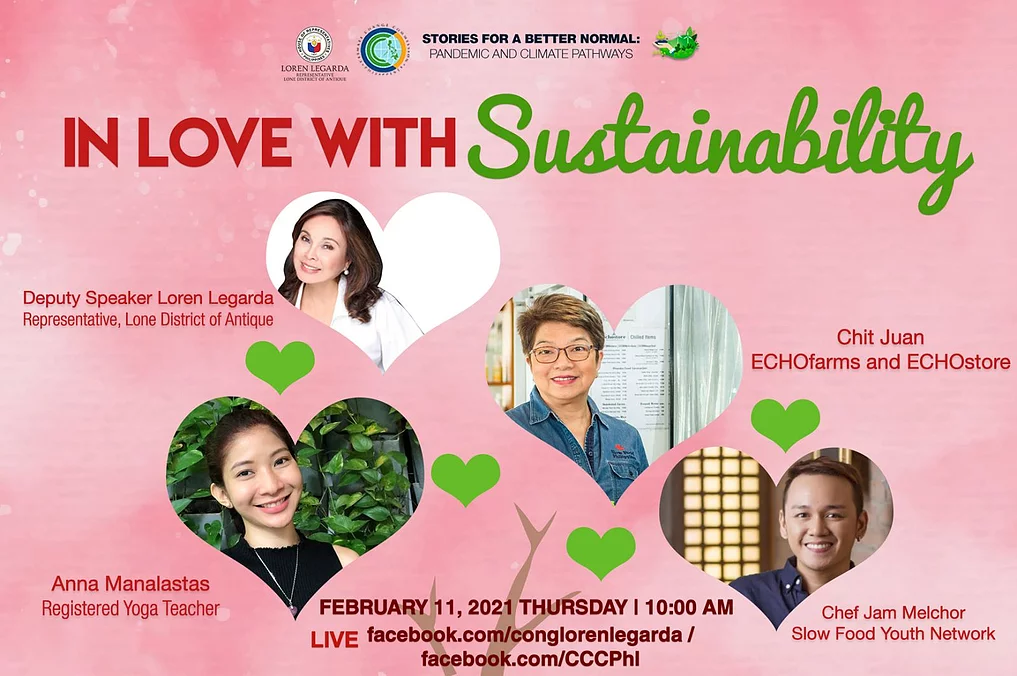 LOREN LEGARDA
REPRESENTATIVE
LONE DISTRICT OF ANTIQUE
STORIES FOR A BETTER NORMAL:
PANDEMIC AND CLIMATE PATHWAYS
IN LOVE WITH Sustainability
Deputy Speaker Loren Legarda
Representative, Lone District of Antique
Chit Juan
ECHOfarms and ECHOstore
Anna Manalastas
Registered Yoga Teacher
Chef Jam Melchor
Slow Food Youth Network
FEBRUARY 11, 2021 THURSDAY | 10:00 AM
LIVE facebook.com/conglorenlegarda /
facebook.com/CCCPhl